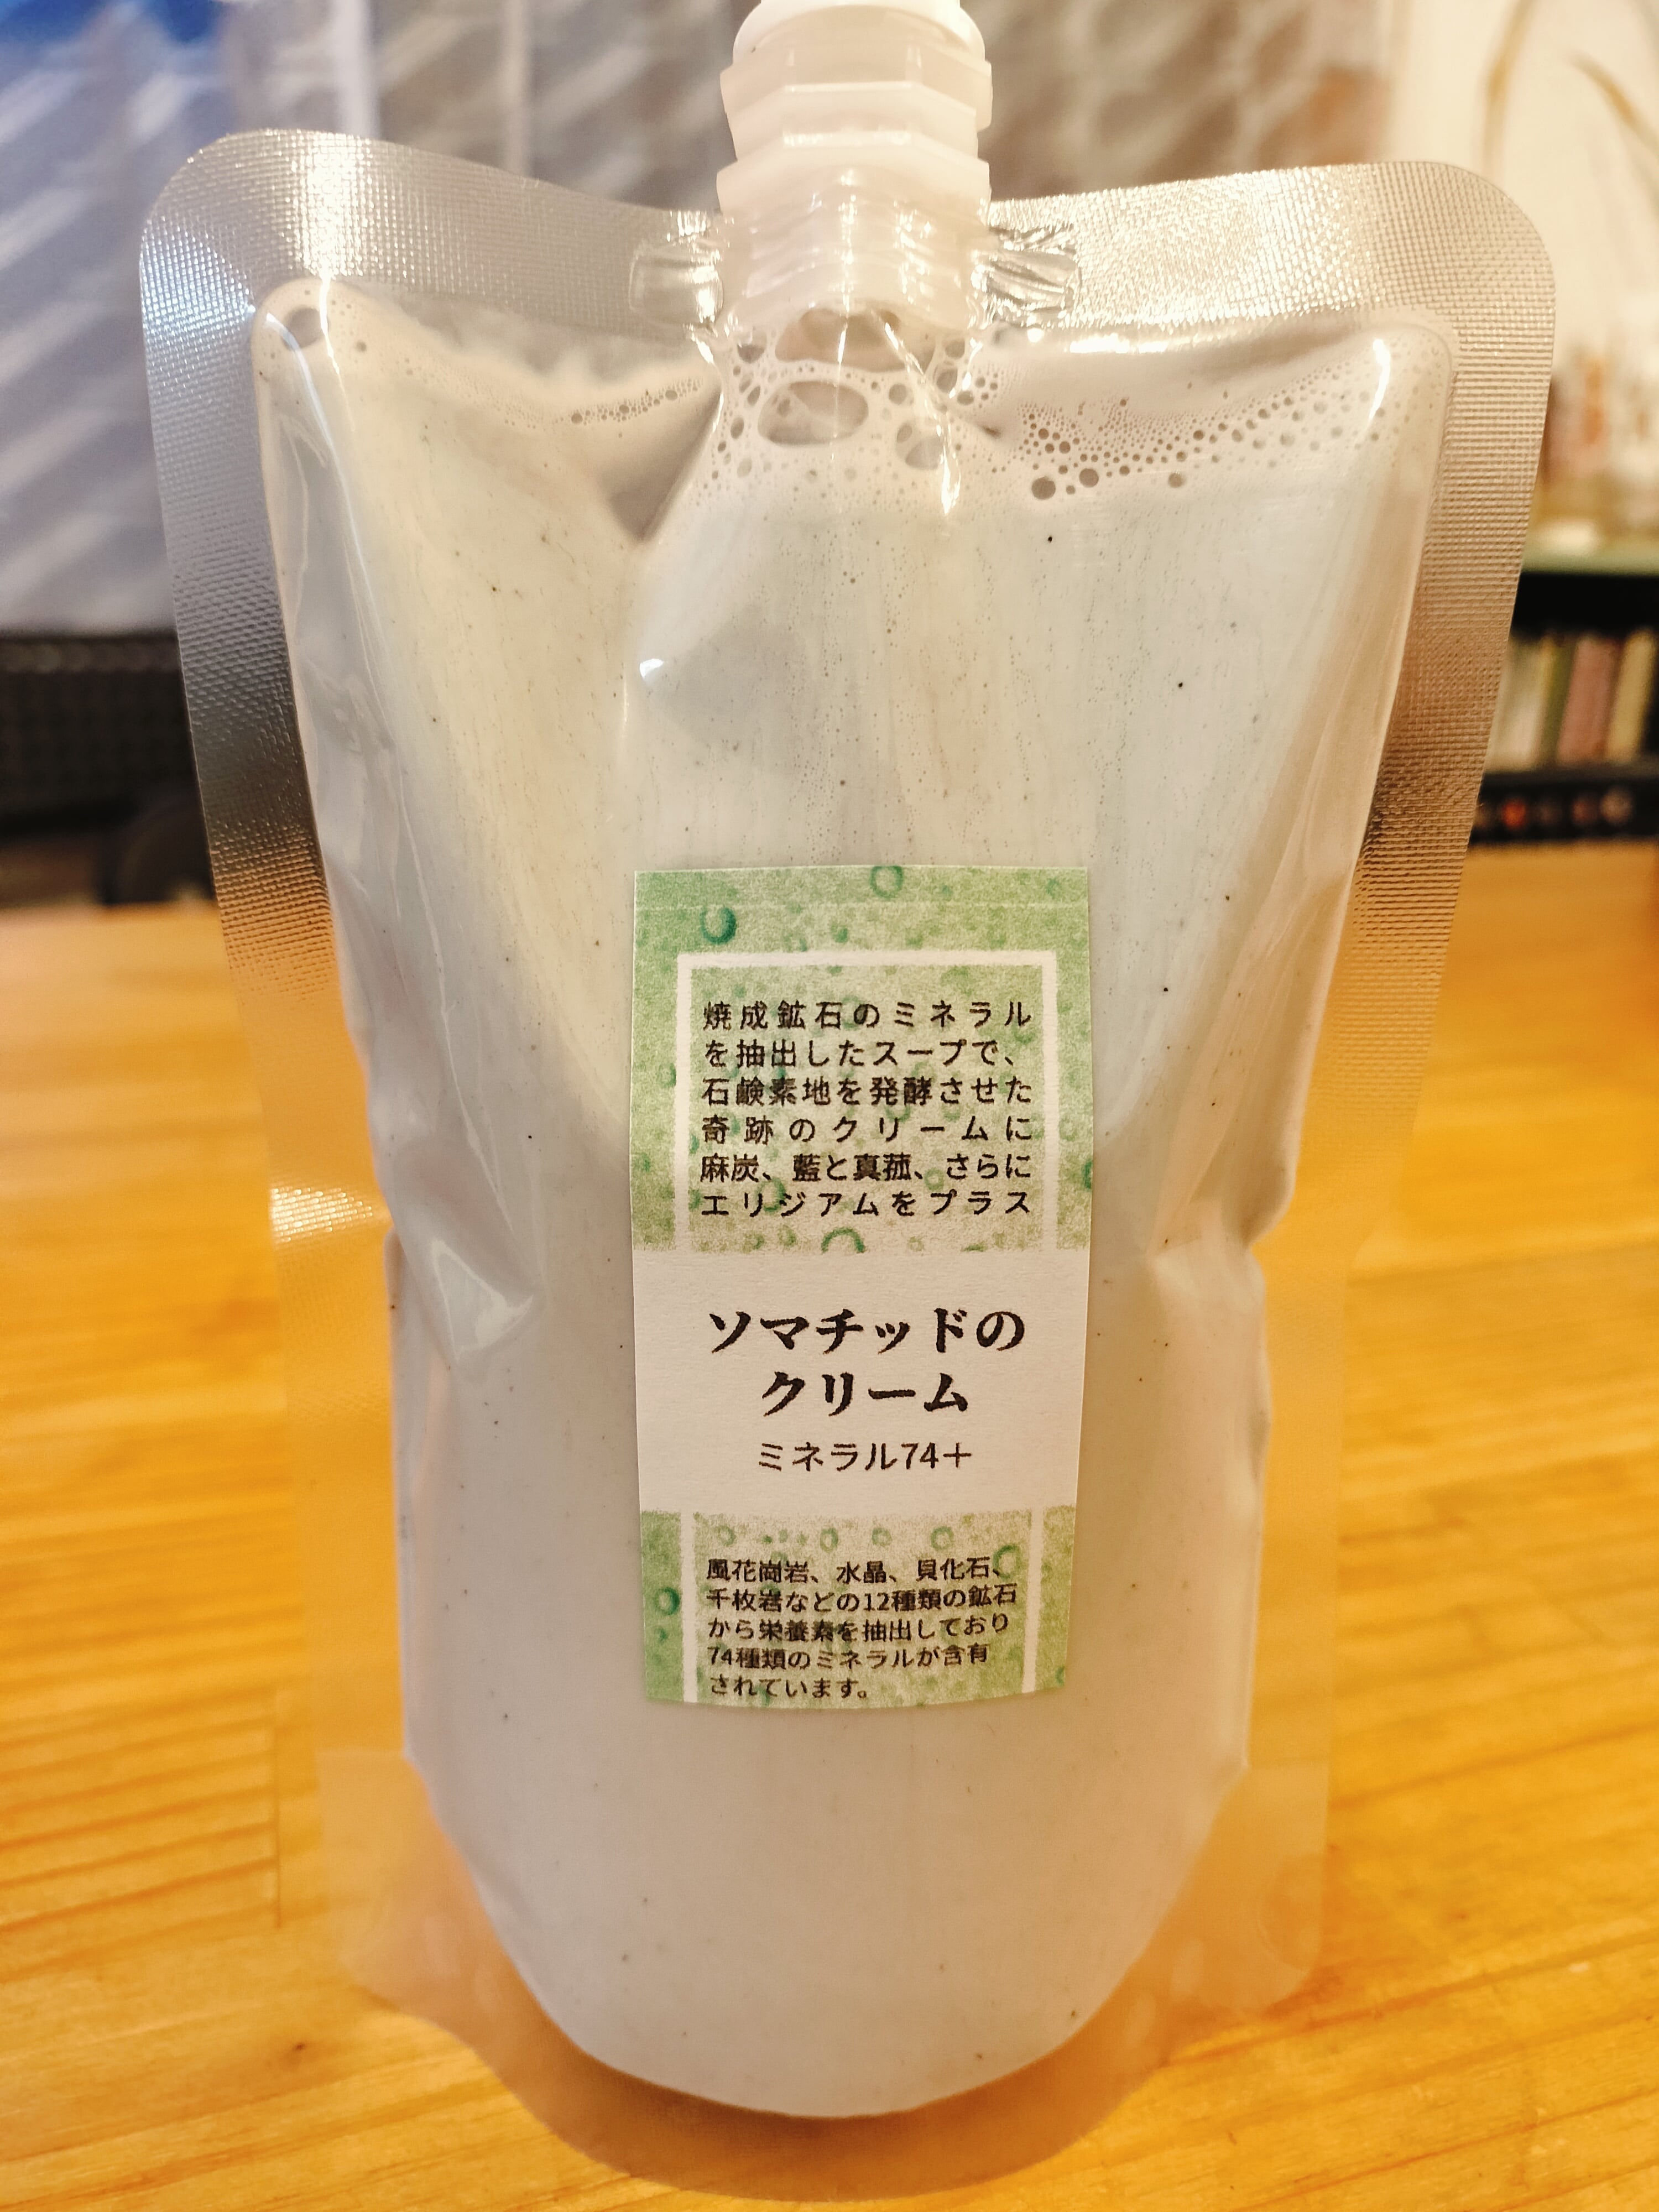 焼成鉱石のミネラル
を抽出したスープで、
石鹸素地を発酵させた
奇跡のクリームに
麻炭、藍と真菰、さらに
エリジアムをプラス
ソマチッドの
クリーム
ミネラル74＋
風花崗岩、水晶、貝化石、
千枚岩などの12種類の鉱石
から栄養素を抽出しており
74種類のミネラルが含有
されています。